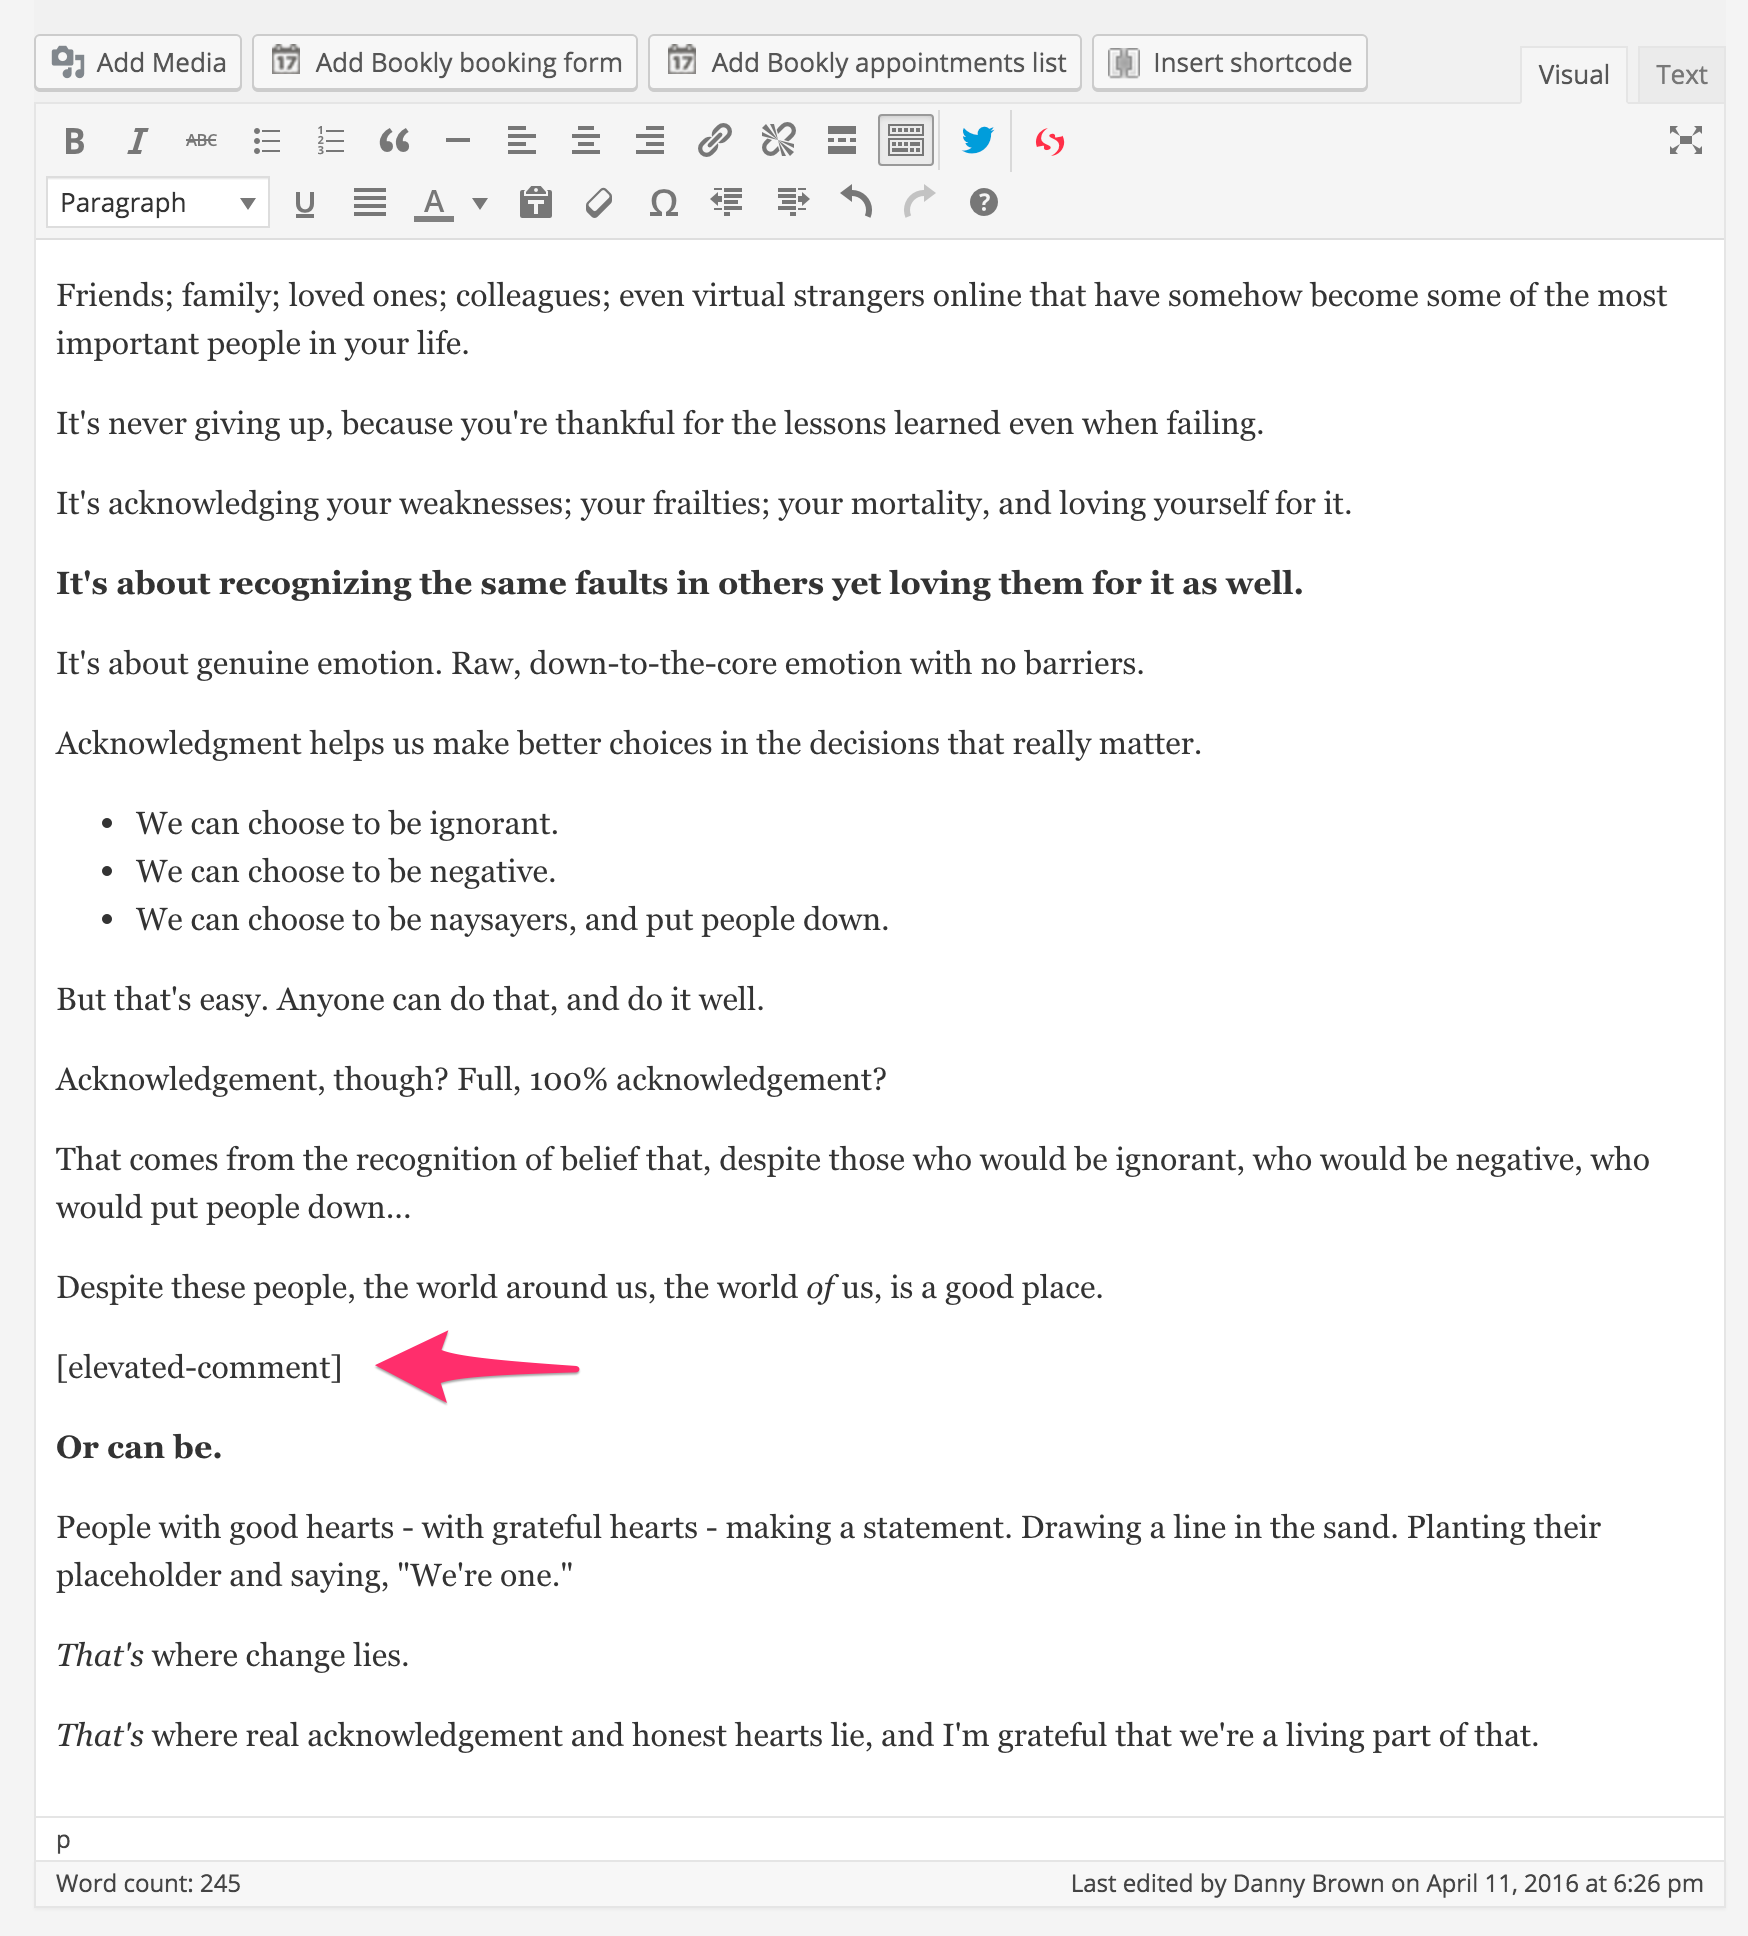 Add Media
Add Bookly booking form
Add Bookly appointments list
Insert shortcode
Visual
Text
B I ABC
Paragraph
U A Ω ?
Friends; family; loved ones; colleagues; even virtual strangers online that have somehow become some of the most
important people in your life.
It's never giving up, because you're thankful for the lessons learned even when failing.
It's acknowledging your weaknesses; your frailties; your mortality, and loving yourself for it.
It's about recognizing the same faults in others yet loving them for it as well.
It's about genuine emotion. Raw, down-to-the-core emotion with no barriers.
Acknowledgment helps us make better choices in the decisions that really matter.
• We can choose to be ignorant.
• We can choose to be negative.
• We can choose to be naysayers, and put people down.
But that's easy. Anyone can do that, and do it well.
Acknowledgement, though? Full, 100% acknowledgement?
That comes from the recognition of belief that, despite those who would be ignorant, who would be negative, who
would put people down...
Despite these people, the world around us, the world of us, is a good place.
[elevated-comment]
Or can be.
People with good hearts - with grateful hearts - making a statement. Drawing a line in the sand. Planting their
placeholder and saying, "We're one."
That's where change lies.
That's where real acknowledgement and honest hearts lie, and I'm grateful that we're a living part of that.
p
Word count: 245
Last edited by Danny Brown on April 11, 2016 at 6:26 pm